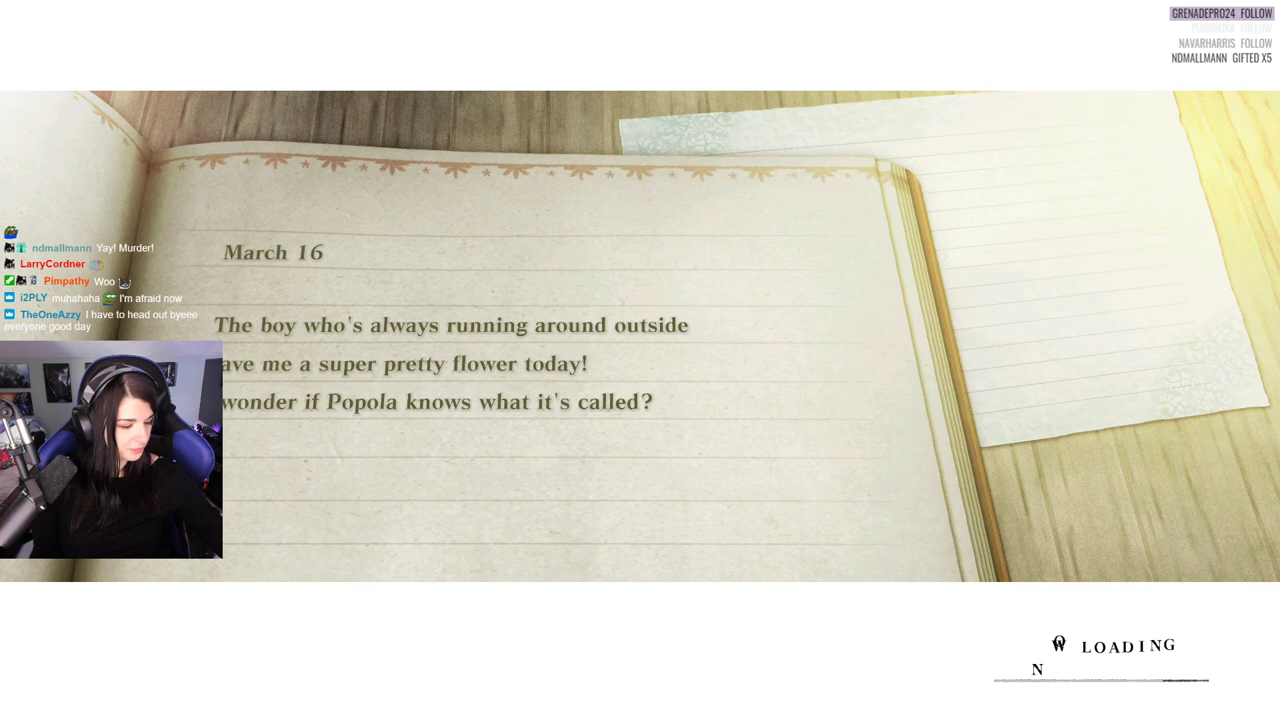 GRENADEPRO24 FOLLOW
NAVARHARRIS FOLLOW
NDMALLMANN GIFTED X5
March 16
The boy who's always running around outside
ave me a super pretty flower today!
wonder if Popola knows what it's called?
ndmallmann Yay! Murder!
LarryCordner
Pimpathy Woo
i2PLY muhahaha I'm afraid now
TheOneAzzy I have to head out byeee
everyone good day
NOW LOADING